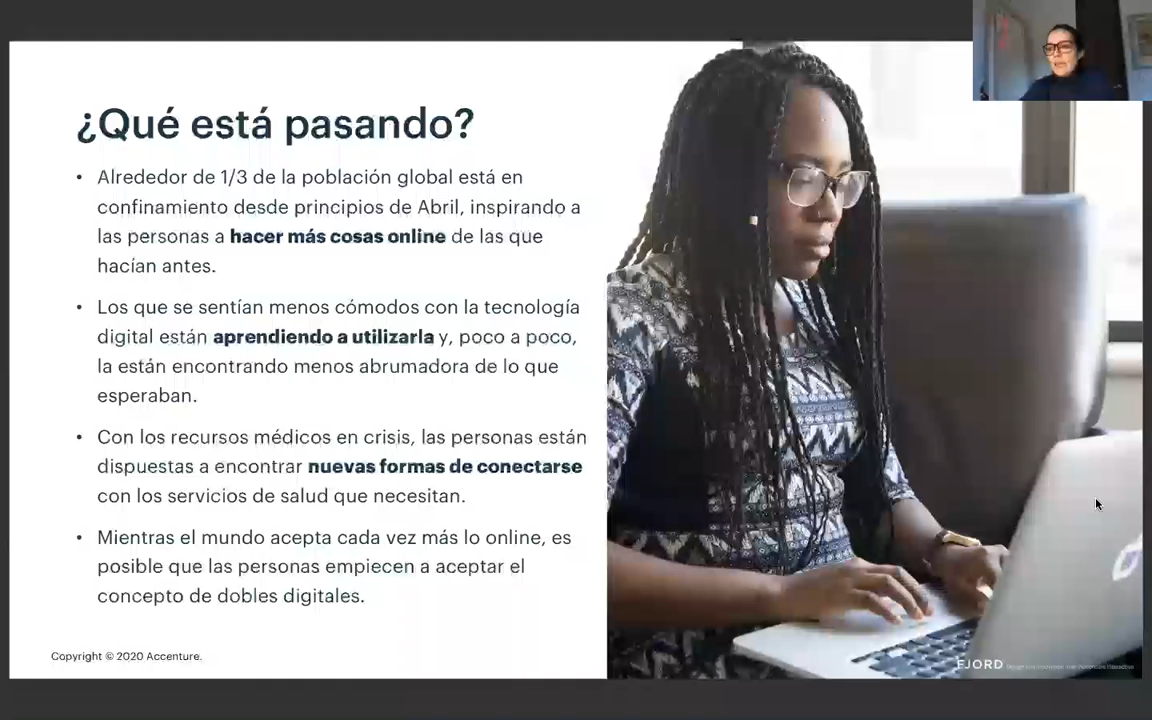 ¿Qué está pasando?
• Alrededor de 1/3 de la población global está en
confinamiento desde principios de Abril, inspirando a
las personas a hacer más cosas online de las que
hacían antes.
• Los que se sentían menos cómodos con la tecnología
digital están aprendiendo a utilizarla y, poco a poco,
la están encontrando menos abrumadora de lo que
esperaban.
• Con los recursos médicos en crisis, las personas están
dispuestas a encontrar nuevas formas de conectarse
con los servicios de salud que necesitan.
• Mientras el mundo acepta cada vez más lo online, es
posible que las personas empiecen a aceptar el
concepto de dobles digitales.
Copyright © 2020 Accenture.
FJORD